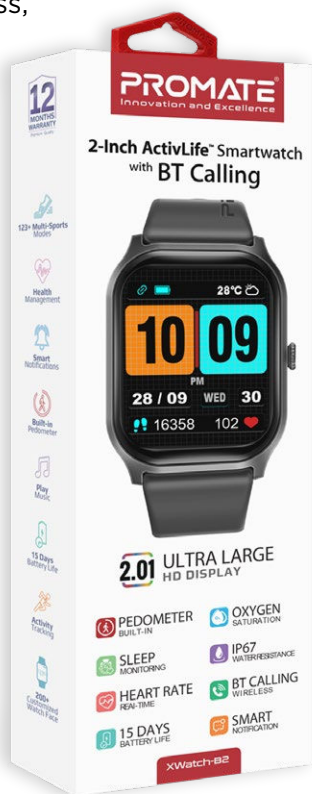 ss,
PROMATE
Innovation and Excellence
2-Inch ActivLife™ Smartwatch
with BT Calling
12
MONTHS
WARRANTY
123+ Multi-Sports
Modes
Health
Management
Smart
Notifications
Built-in
Pedometer
Play
Music
15 Days
Battery Life
Activity
Tracking
200+
Customized
Watch Face
28°C
10 09
PM
28 / 09 WED 30
16358 102
2.01 ULTRA LARGE
HD DISPLAY
PEDOMETER
BUILT-IN
OXYGEN
SATURATION
SLEEP
MONITORING
IP67
WATER RESISTANCE
HEART RATE
REAL-TIME
BT CALLING
WIRELESS
15 DAYS
BATTERY LIFE
SMART
NOTIFICATION
XWatch-B2